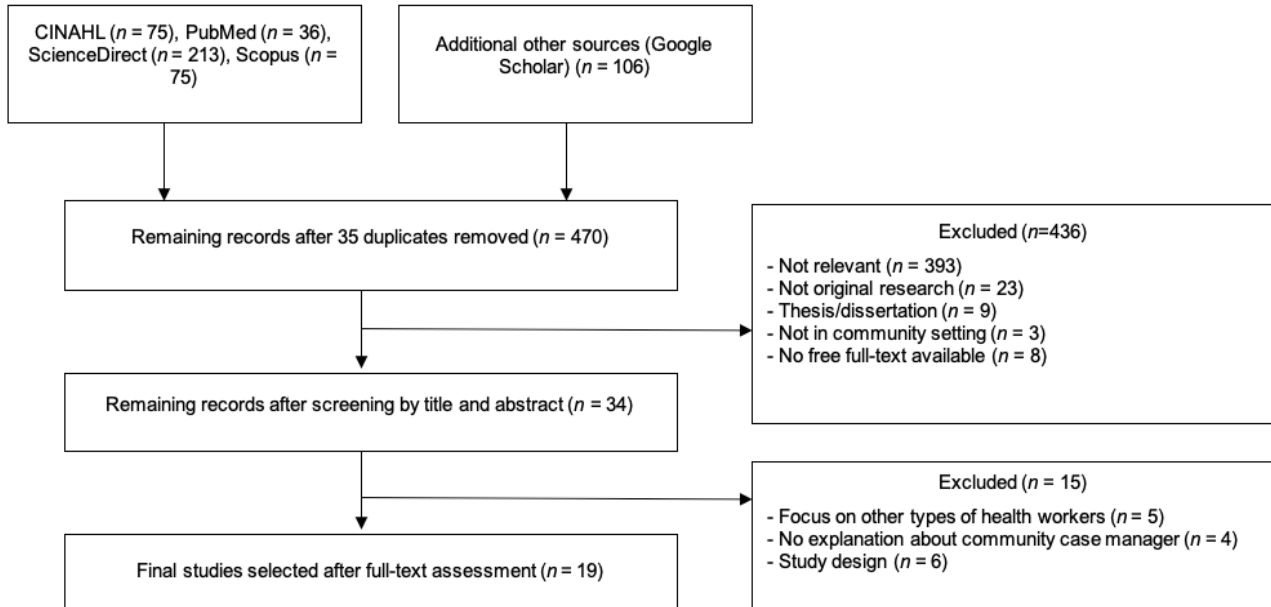 CINAHL (n = 75), PubMed (n = 36),
ScienceDirect (n = 213), Scopus (n =
75)
Additional other sources (Google
Scholar) (n = 106)
Remaining records after 35 duplicates removed (n = 470)
Excluded (n=436)
- Not relevant (n = 393)
- Not original research (n = 23)
- Thesis/dissertation (n = 9)
- Not in community setting (n = 3)
- No free full-text available (n = 8)
Remaining records after screening by title and abstract (n = 34)
Excluded (n = 15)
- Focus on other types of health workers (n = 5)
- No explanation about community case manager (n = 4)
- Study design (n = 6)
Final studies selected after full-text assessment (n = 19)